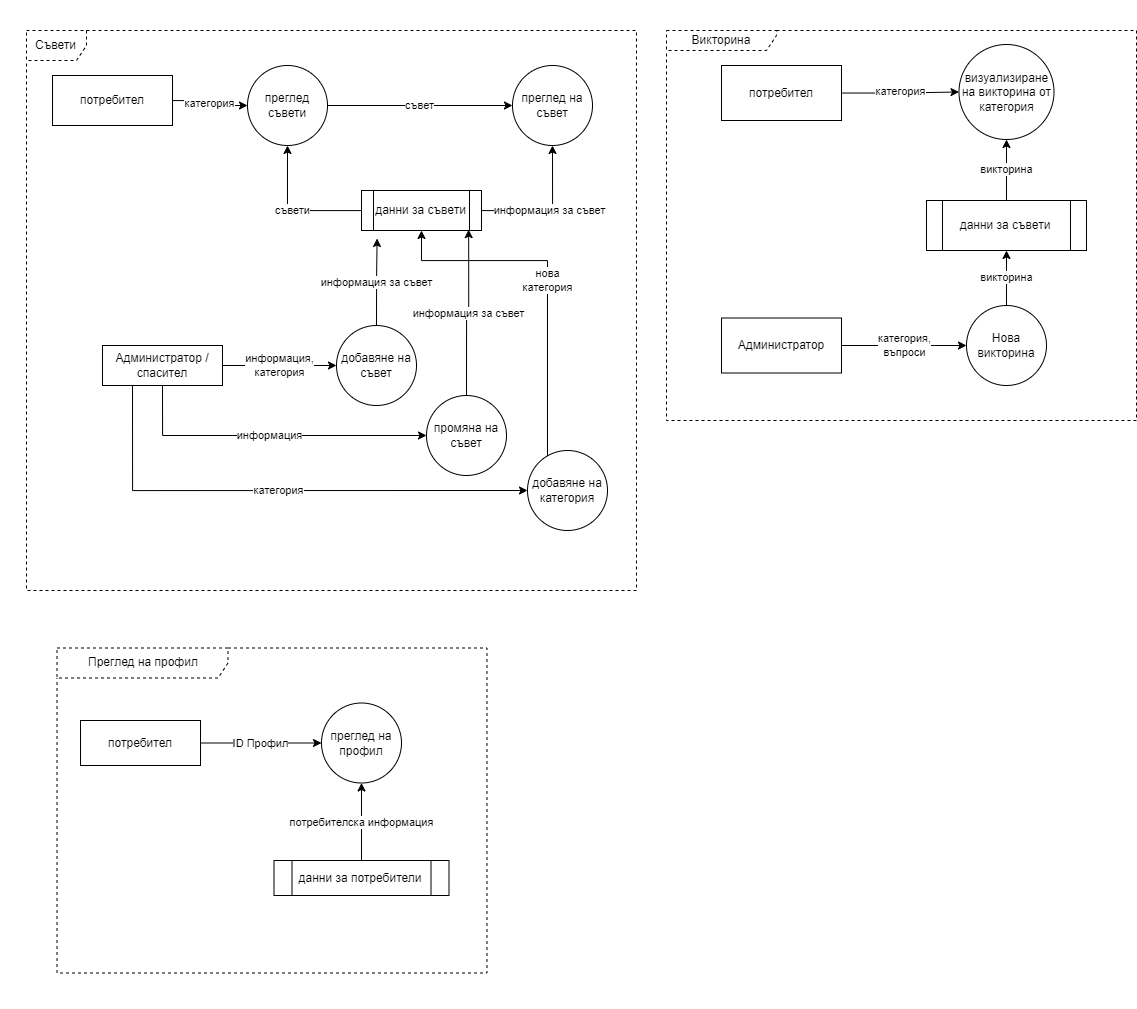 Съвети
потребител
категория
преглед
съвети
съвет
преглед на
съвет
съвети
данни за съвети
информация за съвет
информация за съвет
нова
категория
информация за съвет
Администратор /
спасител
информация,
категория
добавяне на
съвет
информация
промяна на
съвет
категория
добавяне на
категория
Викторина
потребител
категория
визуализиране
на викторина от
категория
викторина
данни за съвети
викторина
Администратор
категория,
въпроси
Нова
викторина
Преглед на профил
потребител
ID Профил
преглед на
профил
потребителска информация
данни за потребители